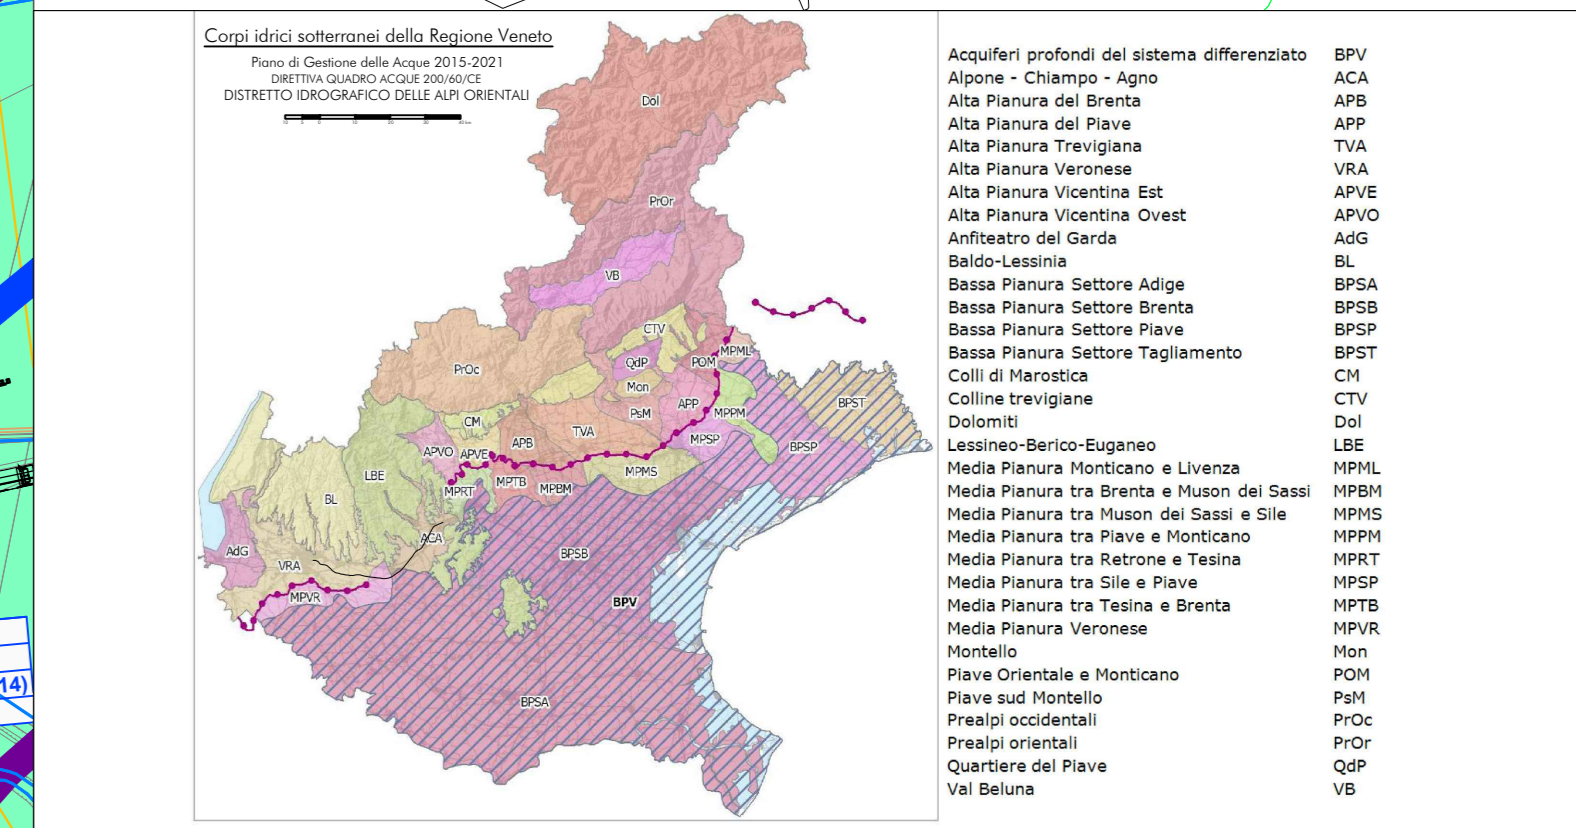 Corpi idrici sotterranei della Regione Veneto
Piano di Gestione delle Acque 2015-2021
DIRETTIVA QUADRO ACQUE 200/60/CE
DISTRETTO IDROGRAFICO DELLE ALPI ORIENTALI
Dol
PrOr
VB
CTV
MPML
QdP
POM
PrOc
Mon
BPST
APP
PsM
MPPM
CM
TVA
APB
MPSP
BPSP
APVO
APVE
MPMS
LBE
MPTB
MPBM
MPRT
BL
ACA
AdG
BPSB
VRA
MPVR
BPV
BPSA
14)
Acquiferi profondi del sistema differenziato BPV
Alpone - Chiampo - Agno ACA
Alta Pianura del Brenta APB
Alta Pianura del Piave APP
Alta Pianura Trevigiana TVA
Alta Pianura Veronese VRA
Alta Pianura Vicentina Est APVE
Alta Pianura Vicentina Ovest APVO
Anfiteatro del Garda AdG
Baldo-Lessinia BL
Bassa Pianura Settore Adige BPSA
Bassa Pianura Settore Brenta BPSB
Bassa Pianura Settore Piave BPSP
Bassa Pianura Settore Tagliamento BPST
Colli di Marostica CM
Colline trevigiane CTV
Dolomiti Dol
Lessineo-Berico-Euganeo LBE
Media Pianura Monticano e Livenza MPML
Media Pianura tra Brenta e Muson dei Sassi MPBM
Media Pianura tra Muson dei Sassi e Sile MPMS
Media Pianura tra Piave e Monticano MPPM
Media Pianura tra Retrone e Tesina MPRT
Media Pianura tra Sile e Piave MPSP
Media Pianura tra Tesina e Brenta MPTB
Media Pianura Veronese MPVR
Montello Mon
Piave Orientale e Monticano POM
Piave sud Montello PsM
Prealpi occidentali PrOc
Prealpi orientali PrOr
Quartiere del Piave QdP
Val Beluna VB